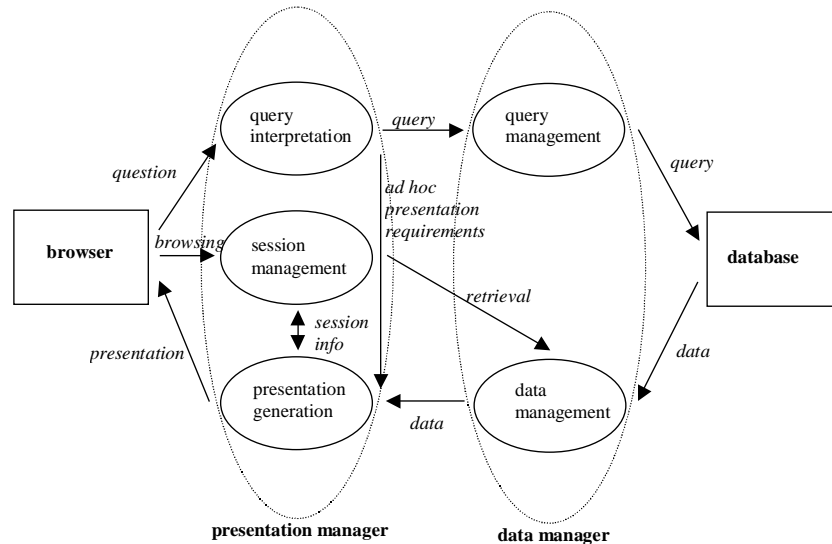 query
interpretation
query
query
management
question
ad hoc
presentation
requirements
query
browser
browsing
session
management
database
retrieval
session
info
presentation
data
presentation
generation
data
data
management
presentation manager
data manager